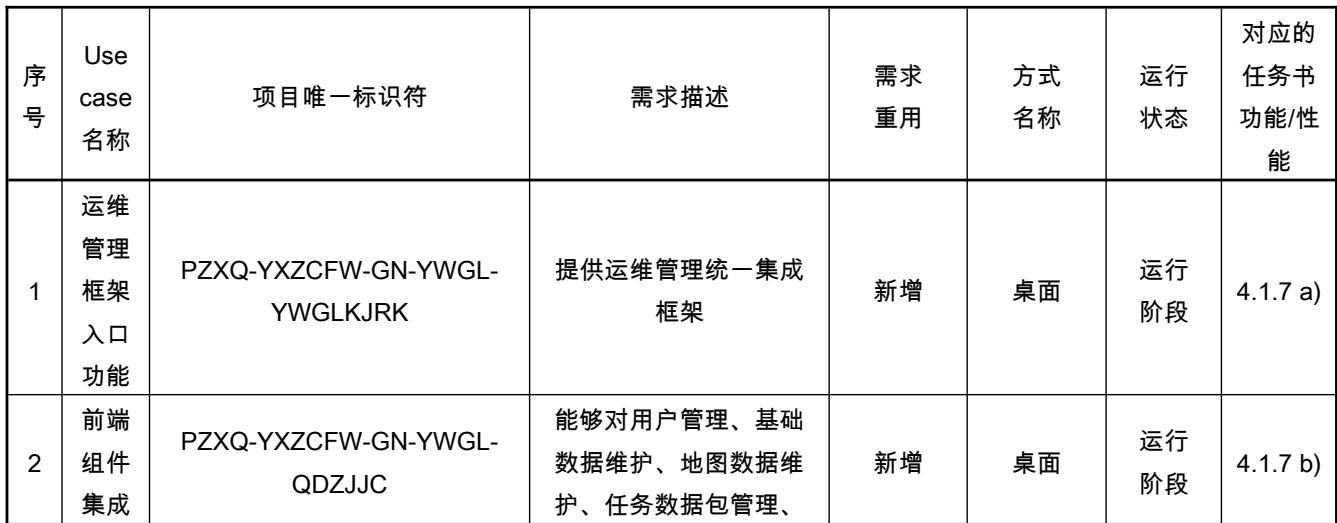 序号
Use case 名称
项目唯一标识符
需求描述
需求重用
方式名称
运行状态
对应的任务书功能/性能
1
运维管理框架入口功能
PZXQ-YXZCFW-GN-YWGL-
YWGLKJRK
提供运维管理统一集成
框架
新增
桌面
运行阶段
4.1.7 a)
2
前端组件集成
PZXQ-YXZCFW-GN-YWGL-
QDZJJC
能够对用户管理、基础
数据维护、地图数据维
护、任务数据包管理、
新增
桌面
运行阶段
4.1.7 b)